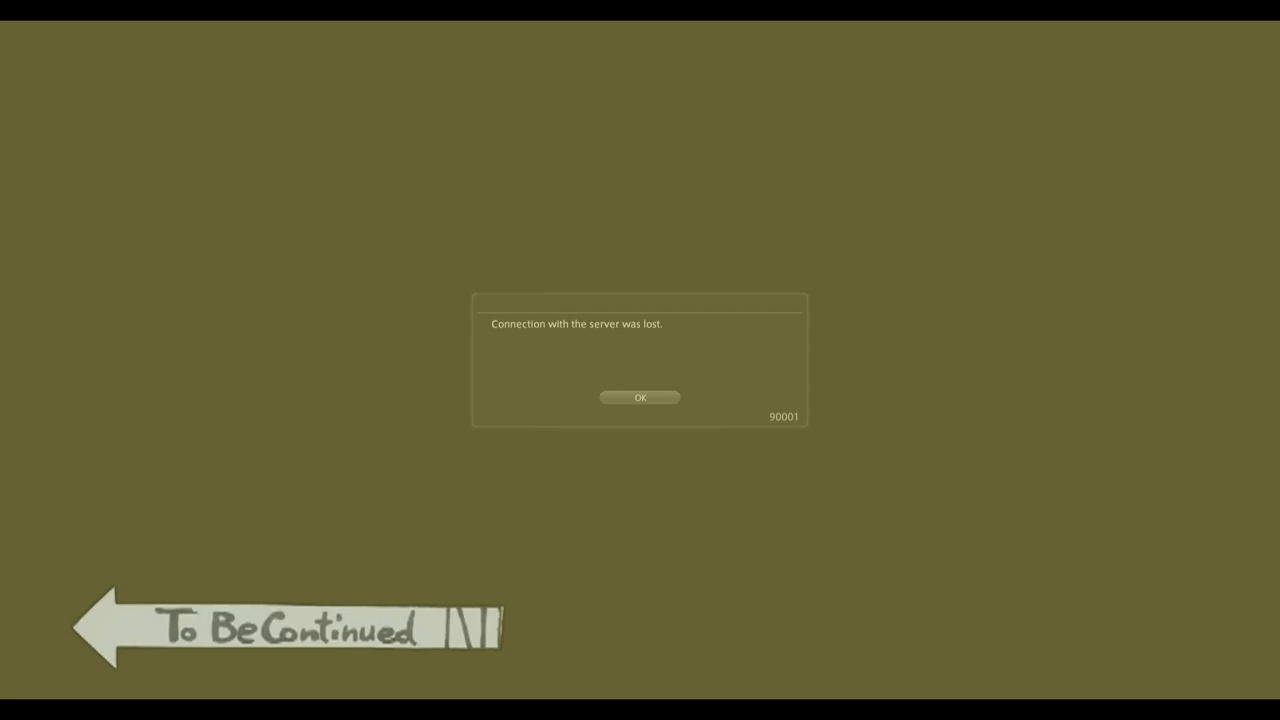 Connection with the server was lost.
OK
90001
To Be Continued